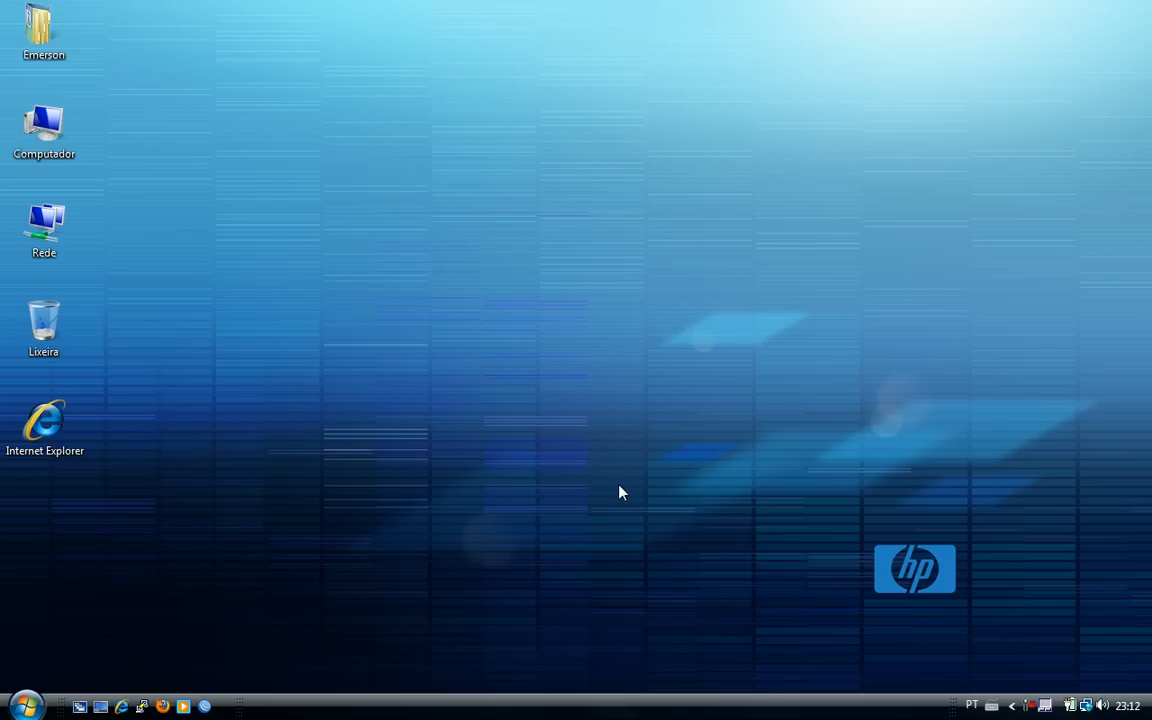 Emerson
Computador
Rede
Lixeira
Internet Explorer
hp
PT
23:12